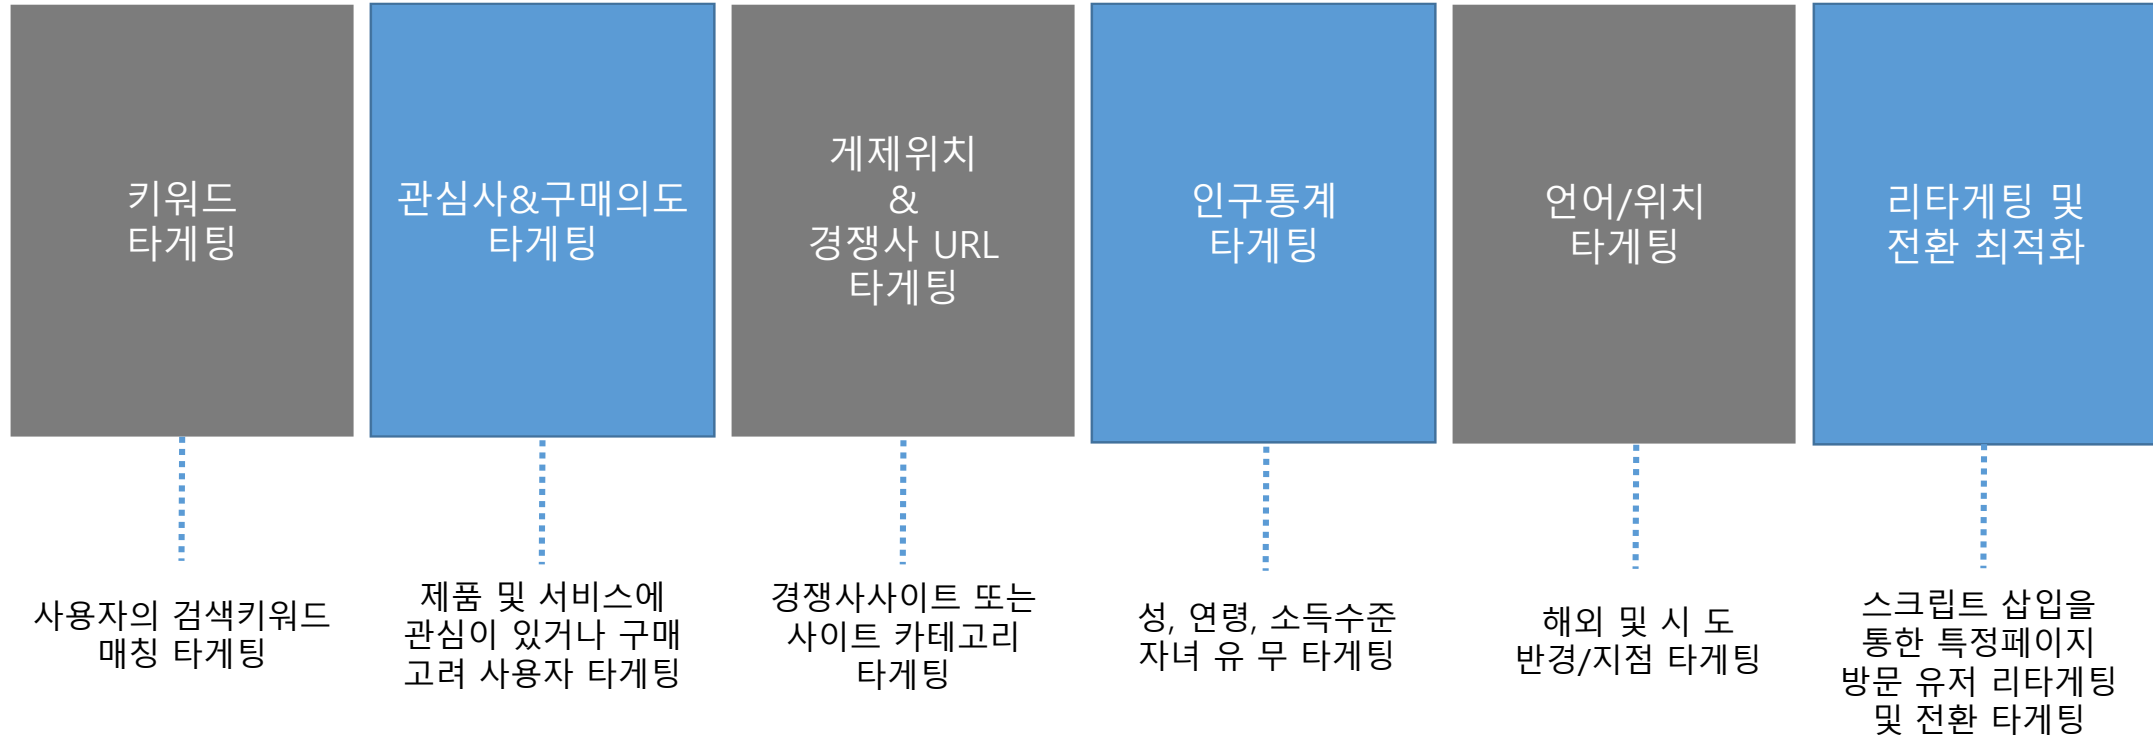 키워드
타게팅
관심사&구매의도
타게팅
게제위치
&
경쟁사 URL
타게팅
인구통계
타게팅
언어/위치
타게팅
리타게팅 및
전환 최적화
사용자의 검색키워드
매칭 타게팅
제품 및 서비스에
관심이 있거나 구매
고려 사용자 타게팅
경쟁사사이트 또는
사이트 카테고리
타게팅
성, 연령, 소득수준
자녀 유 무 타게팅
해외 및 시 도
반경/지점 타게팅
스크립트 삽입을
통한 특정페이지
방문 유저 리타게팅
및 전환 타게팅